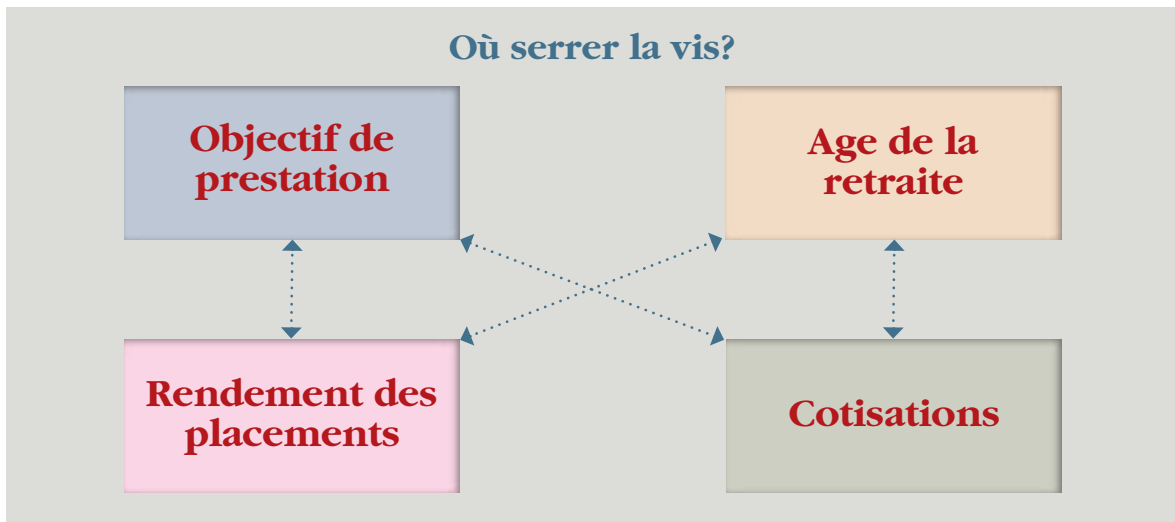 Où serrer la vis?
Objectif de
prestation
Age de la
retraite
Rendement des
placements
Cotisations